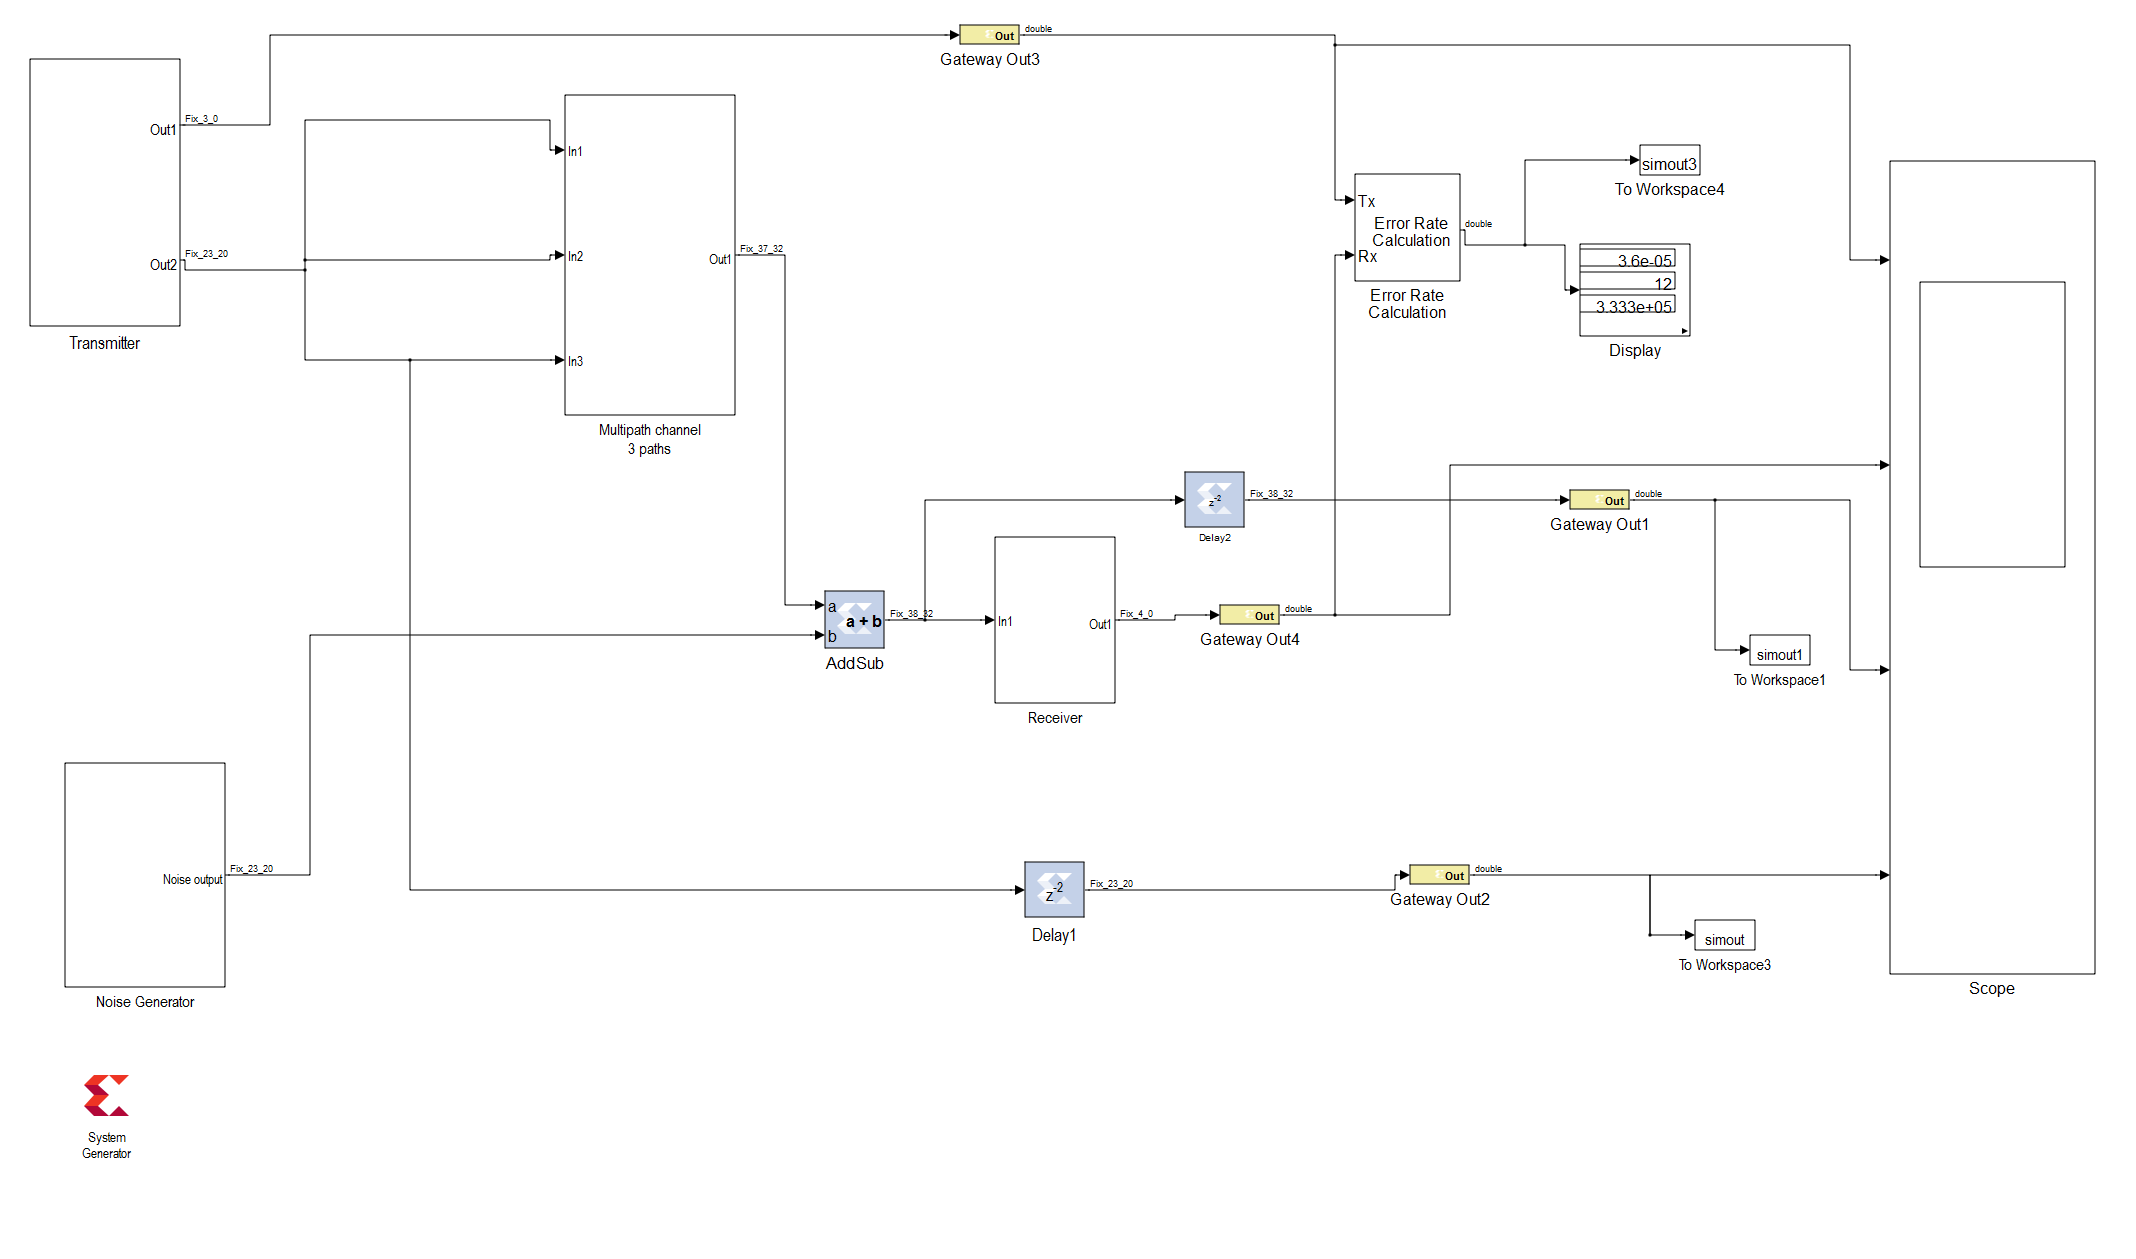 Out
double
Gateway Out3
Out1
Fix_3_0
Out2
Fix_23_20
Transmitter
In1
In2
In3
Out1
Fix_37_32
Multipath channel
3 paths
Tx
Error Rate
Calculation
Rx
double
Error Rate
Calculation
simout3
To Workspace4
3.6e-05
12
3.333e+05
Display
z-2
Fix_38_32
Delay2
Out
double
Gateway Out1
a
a + b
b
Fix_38_32
AddSub
In1
Out1
Fix_4_0
Receiver
Out
double
Gateway Out4
simout1
To Workspace1
Noise output
Fix_23_20
Noise Generator
z-2
Fix_23_20
Delay1
Out
double
Gateway Out2
simout
To Workspace3
Scope
System
Generator